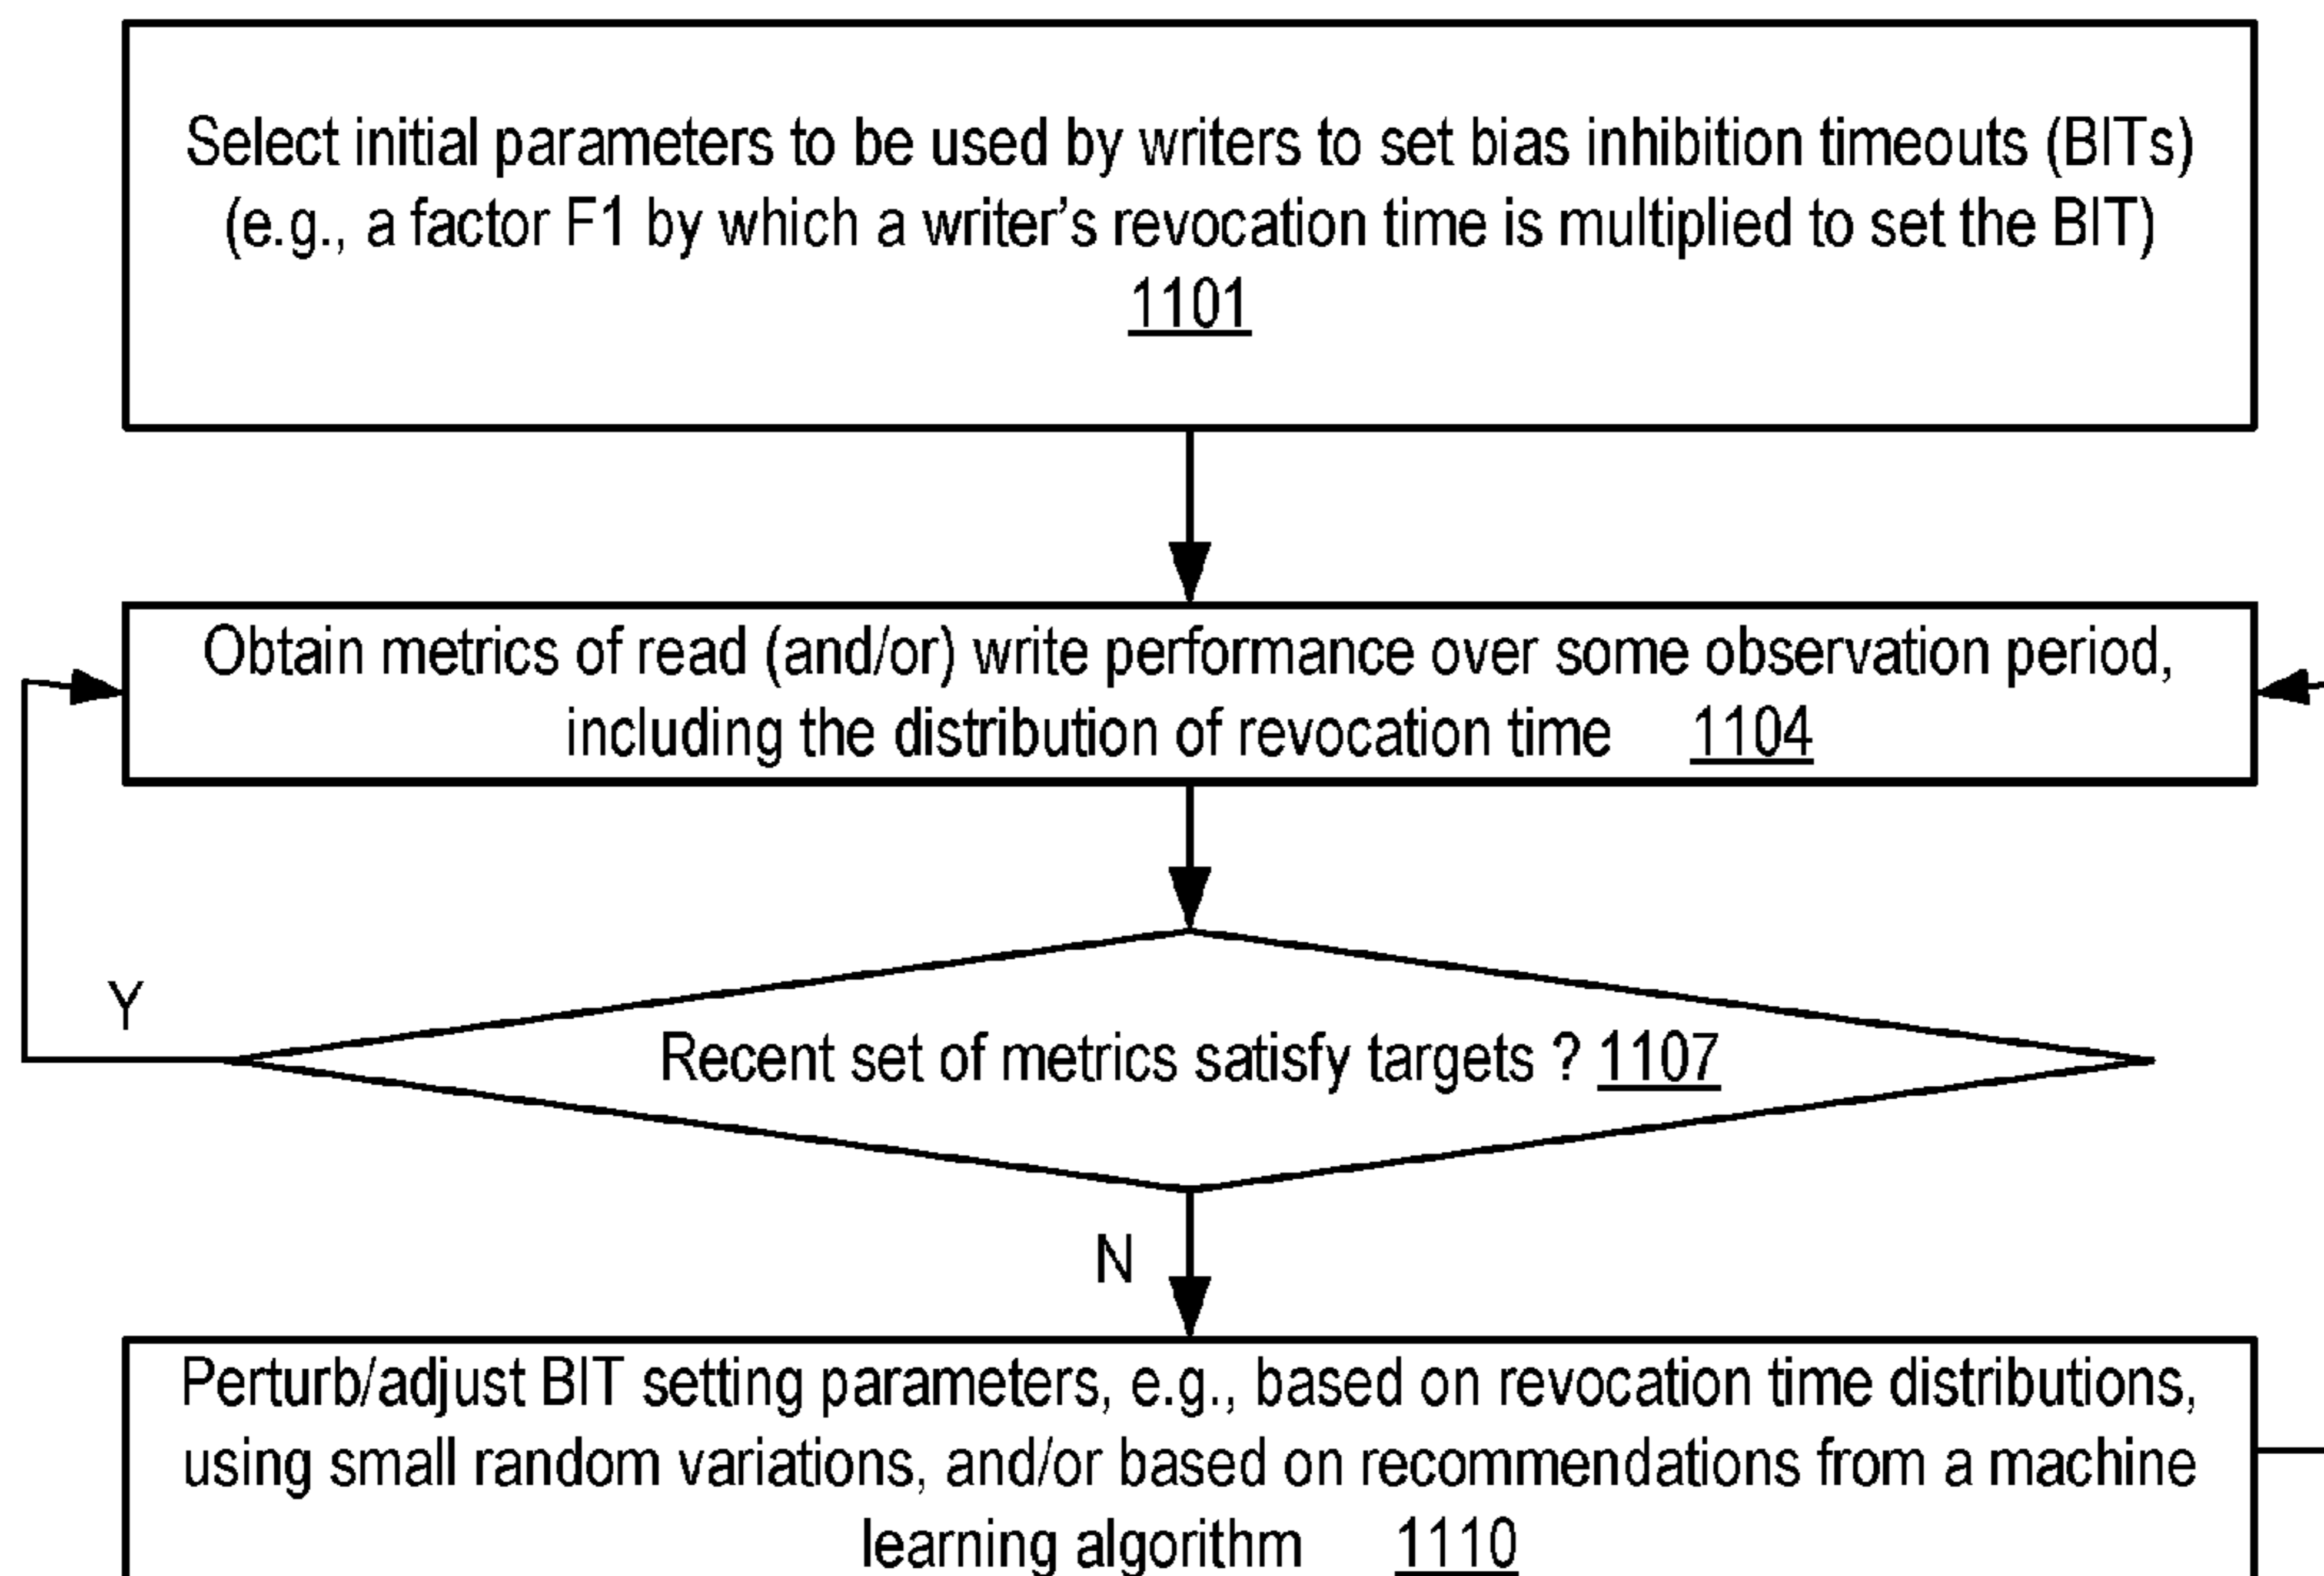 Select initial parameters to be used by writers to set bias inhibition timeouts (BITs)
(e.g., a factor F1 by which a writer’s revocation time is multiplied to set the BIT)
1101
Obtain metrics of read (and/or) write performance over some observation period,
including the distribution of revocation time 1104
Y
Recent set of metrics satisfy targets ? 1107
N
Perturb/adjust BIT setting parameters, e.g., based on revocation time distributions,
using small random variations, and/or based on recommendations from a machine
learning algorithm 1110